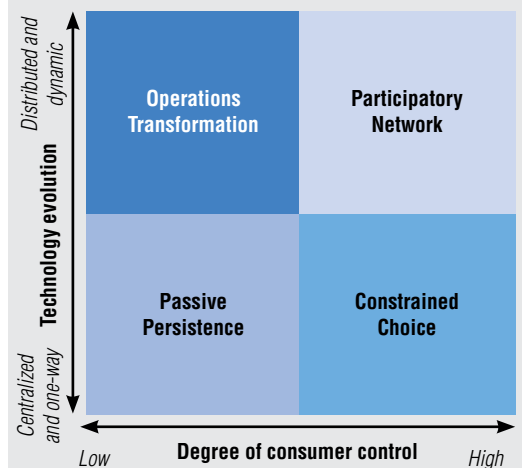 Distributed and
dynamic
Technology evolution
Centralized
and one-way
Operations
Transformation
Participatory
Network
Passive
Persistence
Constrained
Choice
Low
Degree of consumer control
High